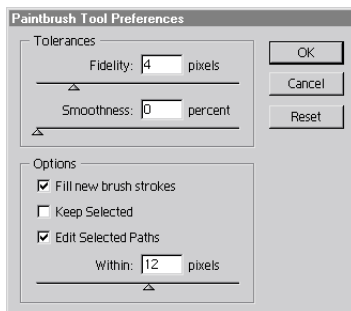 Paintbrush Tool Preferences
Tolerances
Fidelity: 4 pixels
Smoothness: 0 percent
OK
Cancel
Reset
Options
Fill new brush strokes
Keep Selected
Edit Selected Paths
Within: 12 pixels